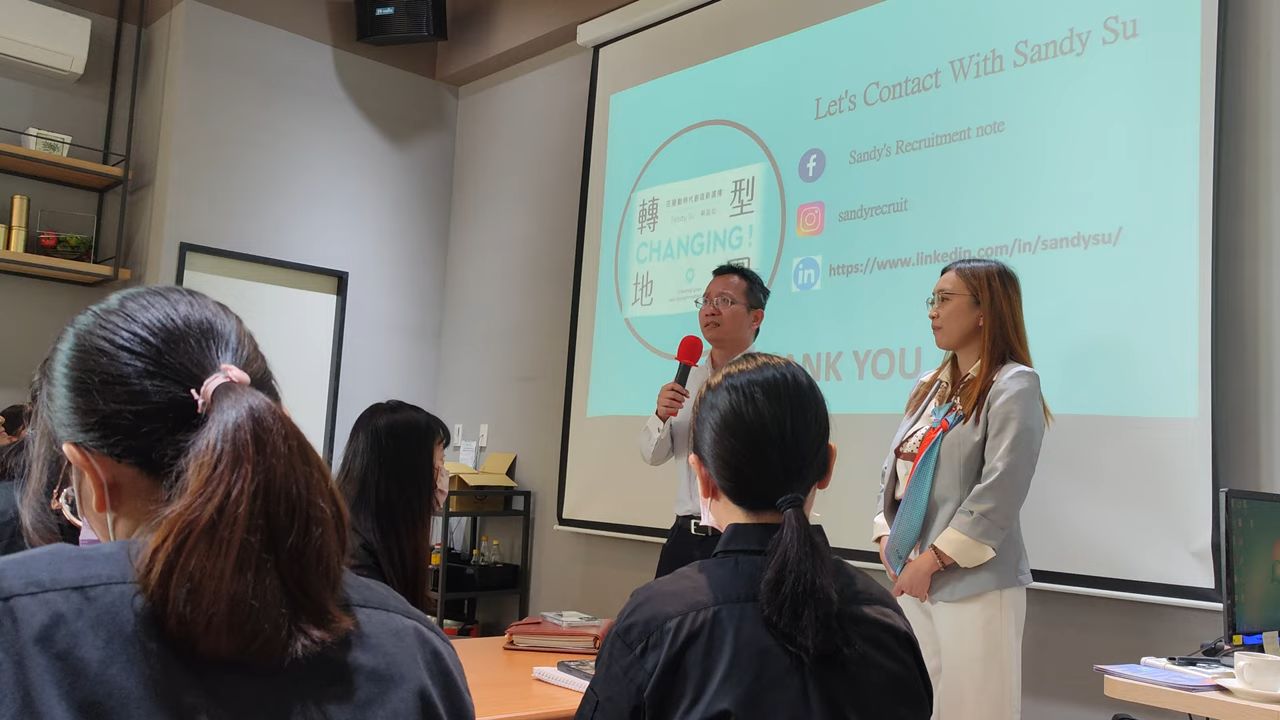 Let's Contact With Sandy Su
Sandy's Recruitment note
sandyrecruit
https://www.linkedin.com/in/sandysu/
轉型
CHANGING!
地
THANK YOU